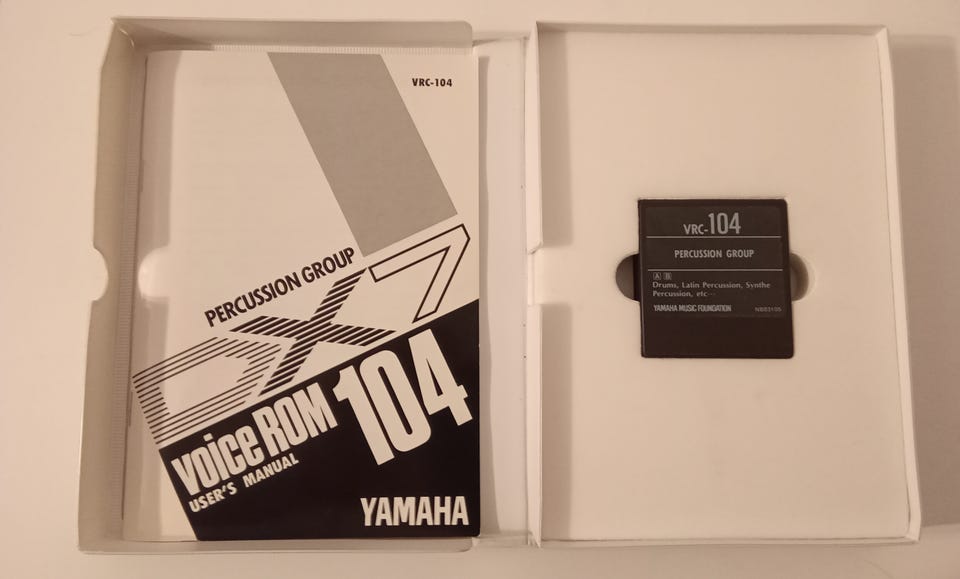 VRC-104
PERCUSSION GROUP
DX7
Voice ROM 104
USER'S MANUAL
YAMAHA
VRC-104
PERCUSSION GROUP
A B
Drums, Latin Percussion, Synthe
Percussion, etc…
YAMAHA MUSIC FOUNDATION NBB3105